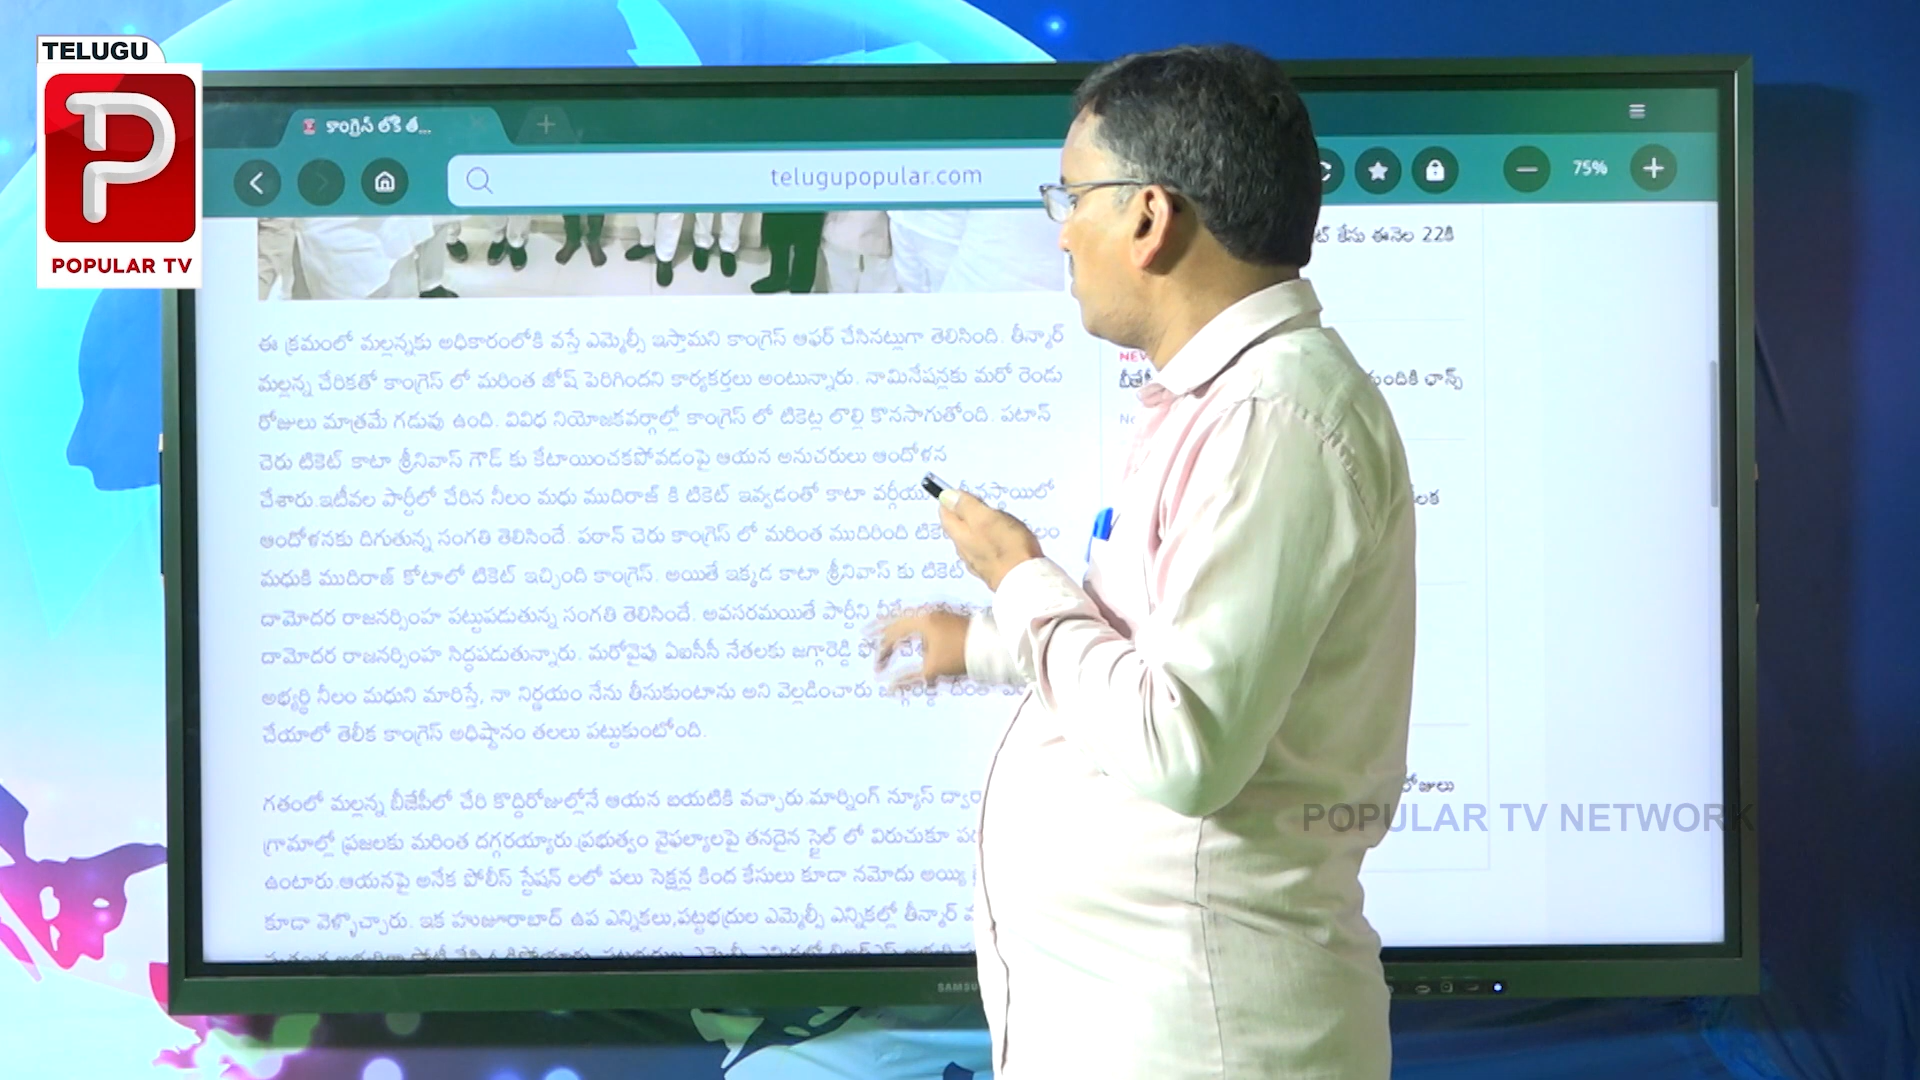 TELUGU
POPULAR TV
కాంగ్రెస్ లోకి తీ...
telugupopular.com
75%
కేసు ఈనెల 22కి
ఈ క్రమంలో మల్లన్నకు అధికారంలోకి వస్తే ఎమ్మెల్సీ ఇస్తామని కాంగ్రెస్ ఆఫర్ చేసినట్లుగా తెలిసింది. తీన్మార్
మల్లన్న చేరికతో కాంగ్రెస్ లో మరింత జోష్ పెరిగిందని కార్యకర్తలు అంటున్నారు. నామినేషన్లకు మరో రెండు
రోజులు మాత్రమే గడువు ఉంది. వివిధ నియోజకవర్గాల్లో కాంగ్రెస్ లో టికెట్ల లొల్లి కొనసాగుతోంది. పటాన్
చెరు టికెట్ కాటా శ్రీనివాస్ గౌడ్ కు కేటాయించకపోవడంపై ఆయన అనుచరులు ఆందోళన
చేశారు.ఇటీవల పార్టీలో చేరిన నీలం మధు ముదిరాజ్ కి టికెట్ ఇవ్వడంతో కాటా
ఆందోళనకు దిగుతున్న సంగతి తెలిసిందే. పఠాన్ చెరు కాంగ్రెస్ లో మరింత ముదిరింది
మధుకి ముదిరాజ్ కోటాలో టికెట్ ఇచ్చింది కాంగ్రెస్. అయితే ఇక్కడ కాటా శ్రీనివాస్ కు టికెట్
దామోదర రాజనర్సింహ పట్టుపడుతున్న సంగతి తెలిసిందే. అవసరమయితే పార్టీని
దామోదర రాజనర్సింహ సిద్ధపడుతున్నారు. మరోవైపు ఏఐసీసీ నేతలకు జగ్గారెడ్డి
అభ్యర్థి నీలం మధుని మారిస్తే, నా నిర్ణయం నేను తీసుకుంటాను అని వెల్లడించారు జగ్గారెడ్డి.
చేయాలో తెలీక కాంగ్రెస్ అధిష్టానం తలలు పట్టుకుంటోంది.
ఛాన్స్
గతంలో మల్లన్న బీజేపీలో చేరి కొద్దిరోజుల్లోనే ఆయన బయటికి వచ్చారు.మార్నింగ్ న్యూస్
గ్రామాల్లో ప్రజలకు మరింత దగ్గరయ్యారు.ప్రభుత్వం వైఫల్యాలపై తనదైన స్టైల్ లో విరుచుకూ
ఉంటారు.ఆయనపై అనేక పోలీస్ స్టేషన్ లలో పలు సెక్షన్ల కింద కేసులు కూడా నమోదు అయ్యి
కూడా వెళ్ళొచ్చారు. ఇక హుజూరాబాద్ ఉప ఎన్నికలు,పట్టభద్రుల ఎమ్మెల్సీ ఎన్నికల్లో తీన్మార్
POPULAR TV NETWORK